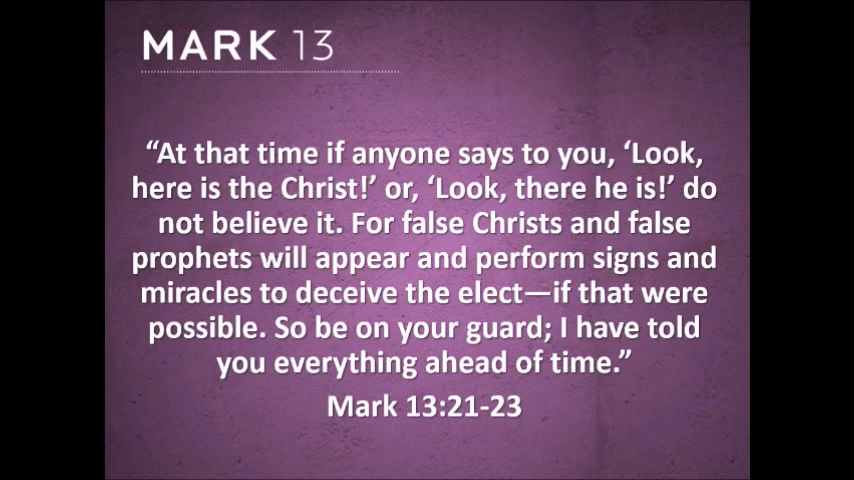 MARK 13
“At that time if anyone says to you, ‘Look,
here is the Christ!’ or, ‘Look, there he is!’ do
not believe it. For false Christs and false
prophets will appear and perform signs and
miracles to deceive the elect—if that were
possible. So be on your guard; I have told
you everything ahead of time.”
Mark 13:21-23